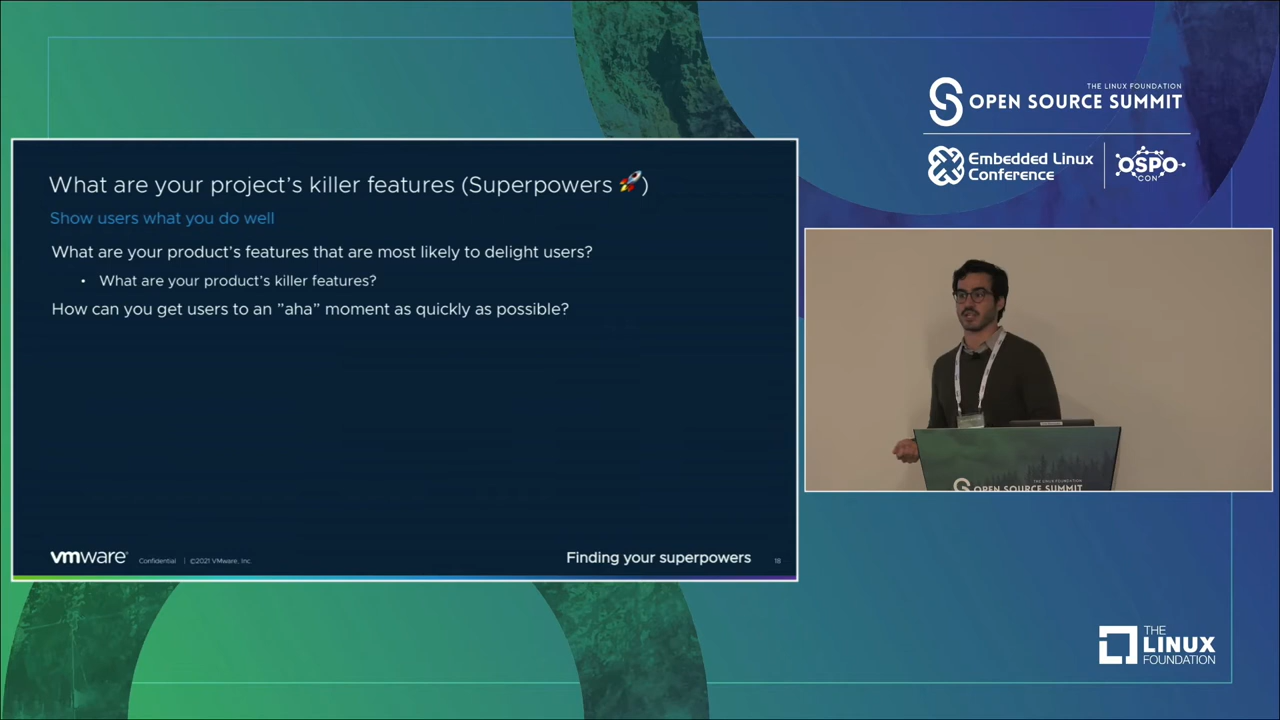 THE LINUX FOUNDATION
OPEN SOURCE SUMMIT
Embedded Linux
Conference
OSPO
CON
What are your project’s killer features (Superpowers 🚀)
Show users what you do well
What are your product’s features that are most likely to delight users?
• What are your product’s killer features?
How can you get users to an ”aha” moment as quickly as possible?
vmware®
Confidential | ©2021 VMware, Inc.
Finding your superpowers
18
THE LINUX FOUNDATION
OPEN SOURCE SUMMIT
THE
LINUX
FOUNDATION